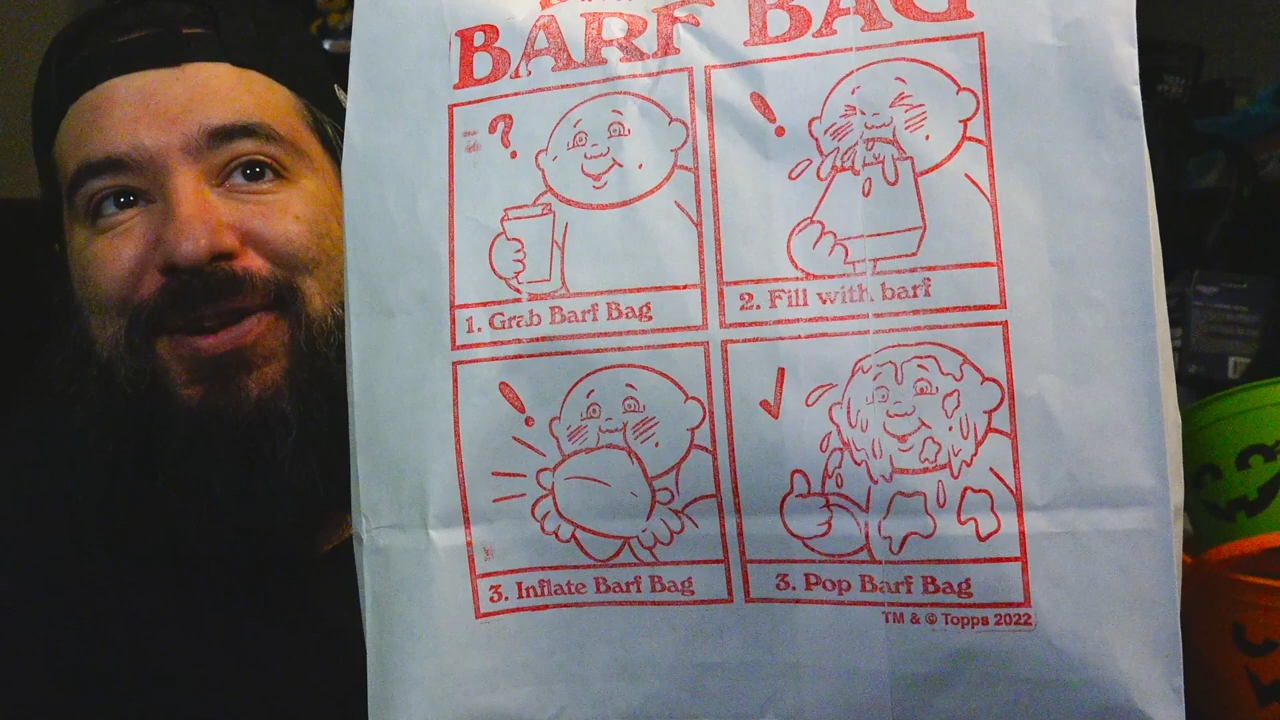 BARF BAG
?
!
1. Grab Barf Bag
2. Fill with barf
!
3. Inflate Barf Bag
3. Pop Barf Bag
TM & © Topps 2022